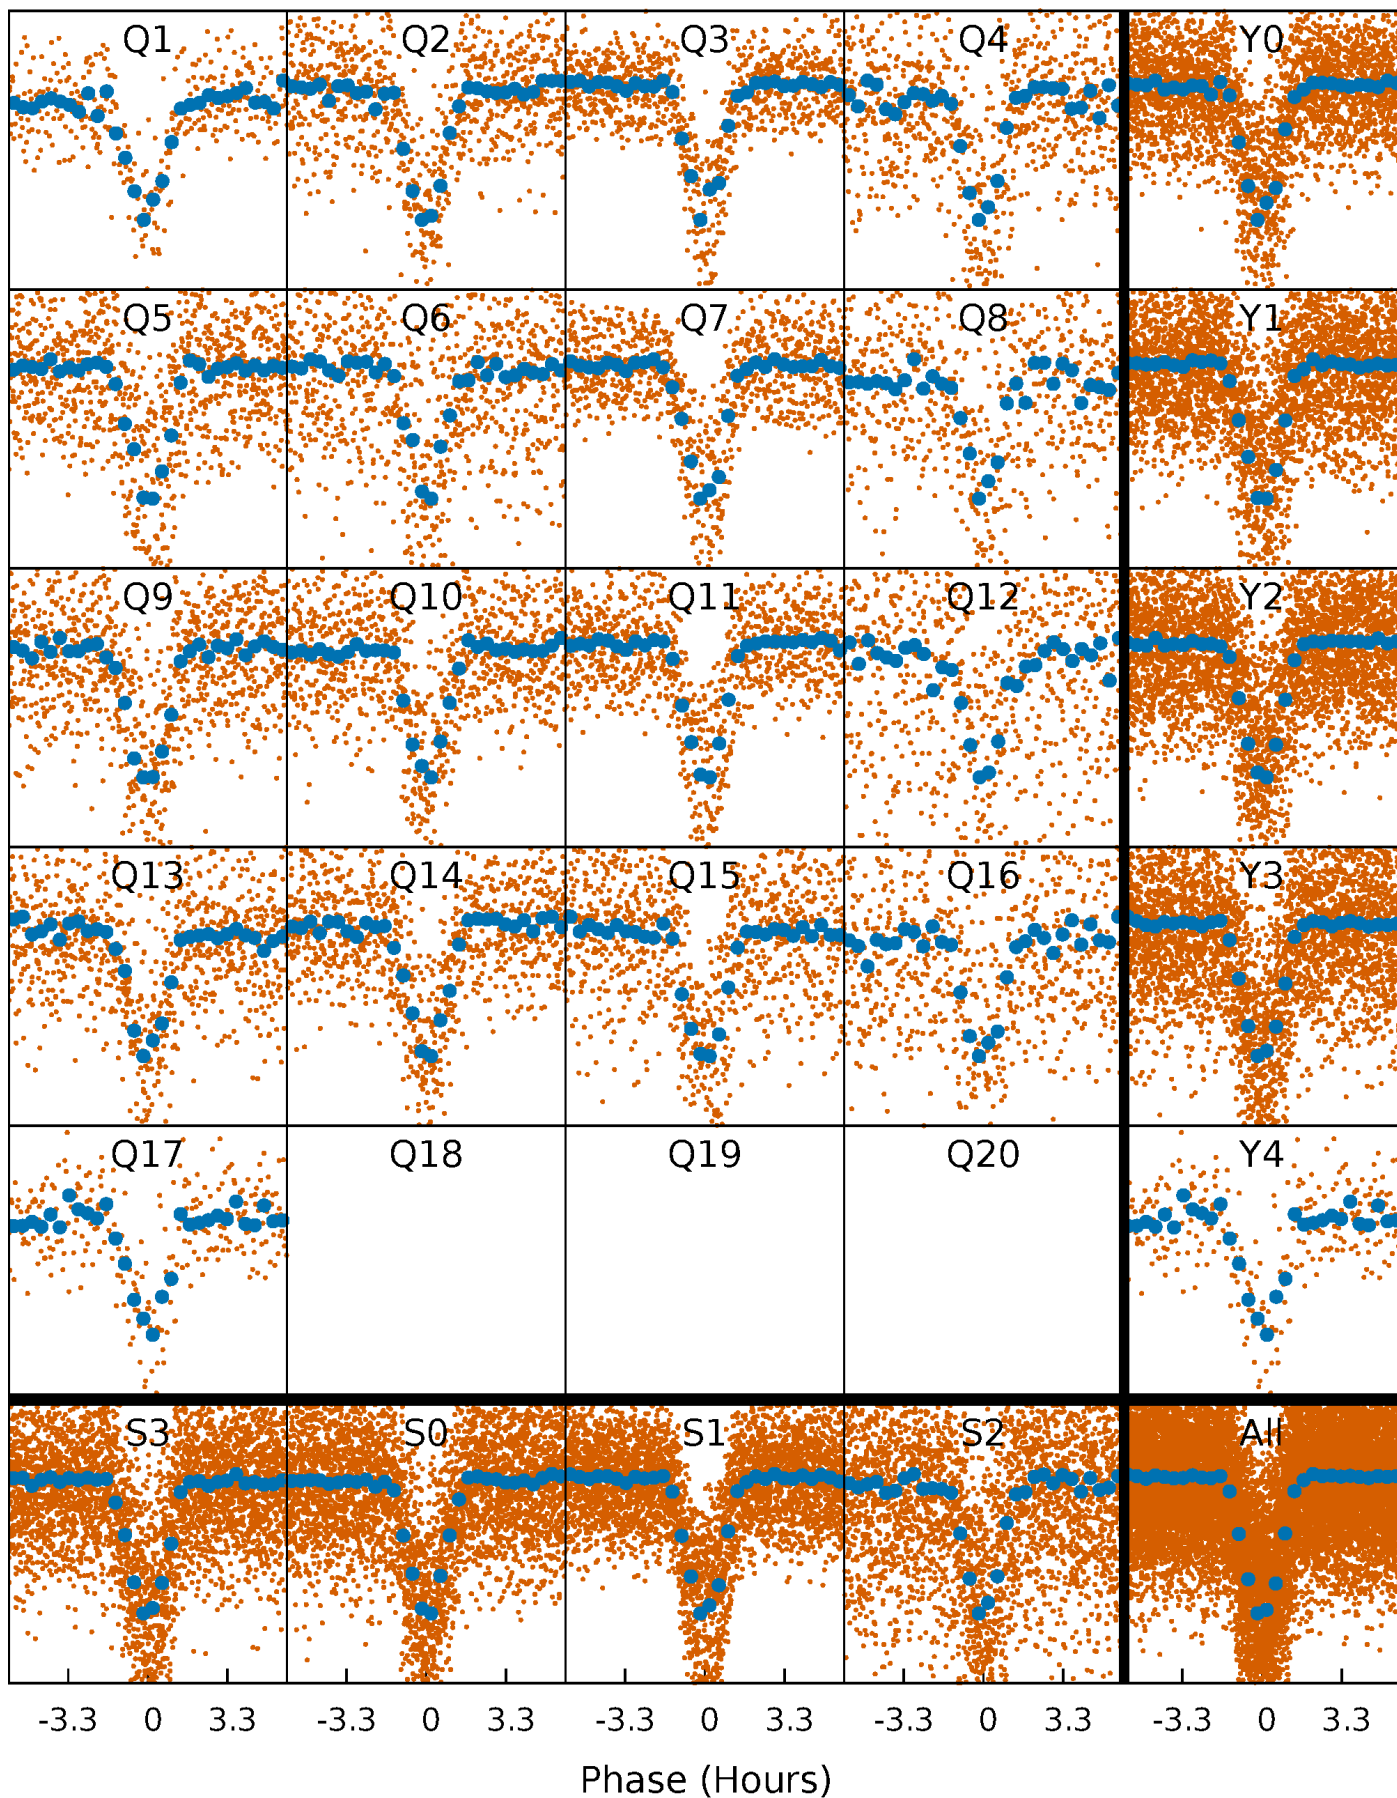 Q1 Q2 Q3 Q4 Y0
Q5 Q6 Q7 Q8 Y1
Q9 Q10 Q11 Q12 Y2
Q13 Q14 Q15 Q16 Y3
Q17 Q18 Q19 Q20 Y4
S3 S0 S1 S2 All
-3.3 0 3.3 -3.3 0 3.3 -3.3 0 3.3 -3.3 0 3.3 -3.3 0 3.3
Phase (Hours)